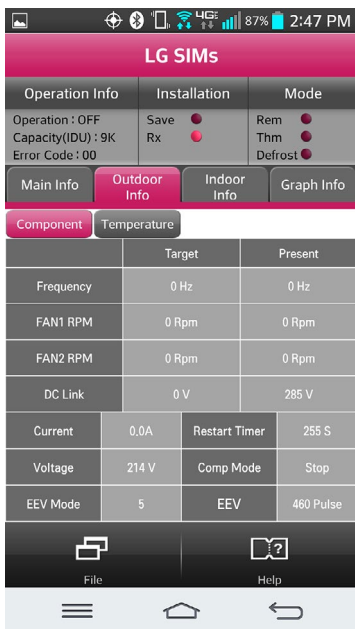 4G 87% 2:47 PM
LG SIMs
Operation Info Installation Mode
Operation : OFF Save Rem
Capacity(IDU) : 9K Rx Thm
Error Code : 00 Defrost
Main Info Outdoor Info Indoor Info Graph Info
Component Temperature
Target Present
Frequency 0 Hz 0 Hz
FAN1 RPM 0 Rpm 0 Rpm
FAN2 RPM 0 Rpm 0 Rpm
DC Link 0 V 285 V
Current 0.0A Restart Timer 255 S
Voltage 214 V Comp Mode Stop
EEV Mode 5 EEV 460 Pulse
File Help